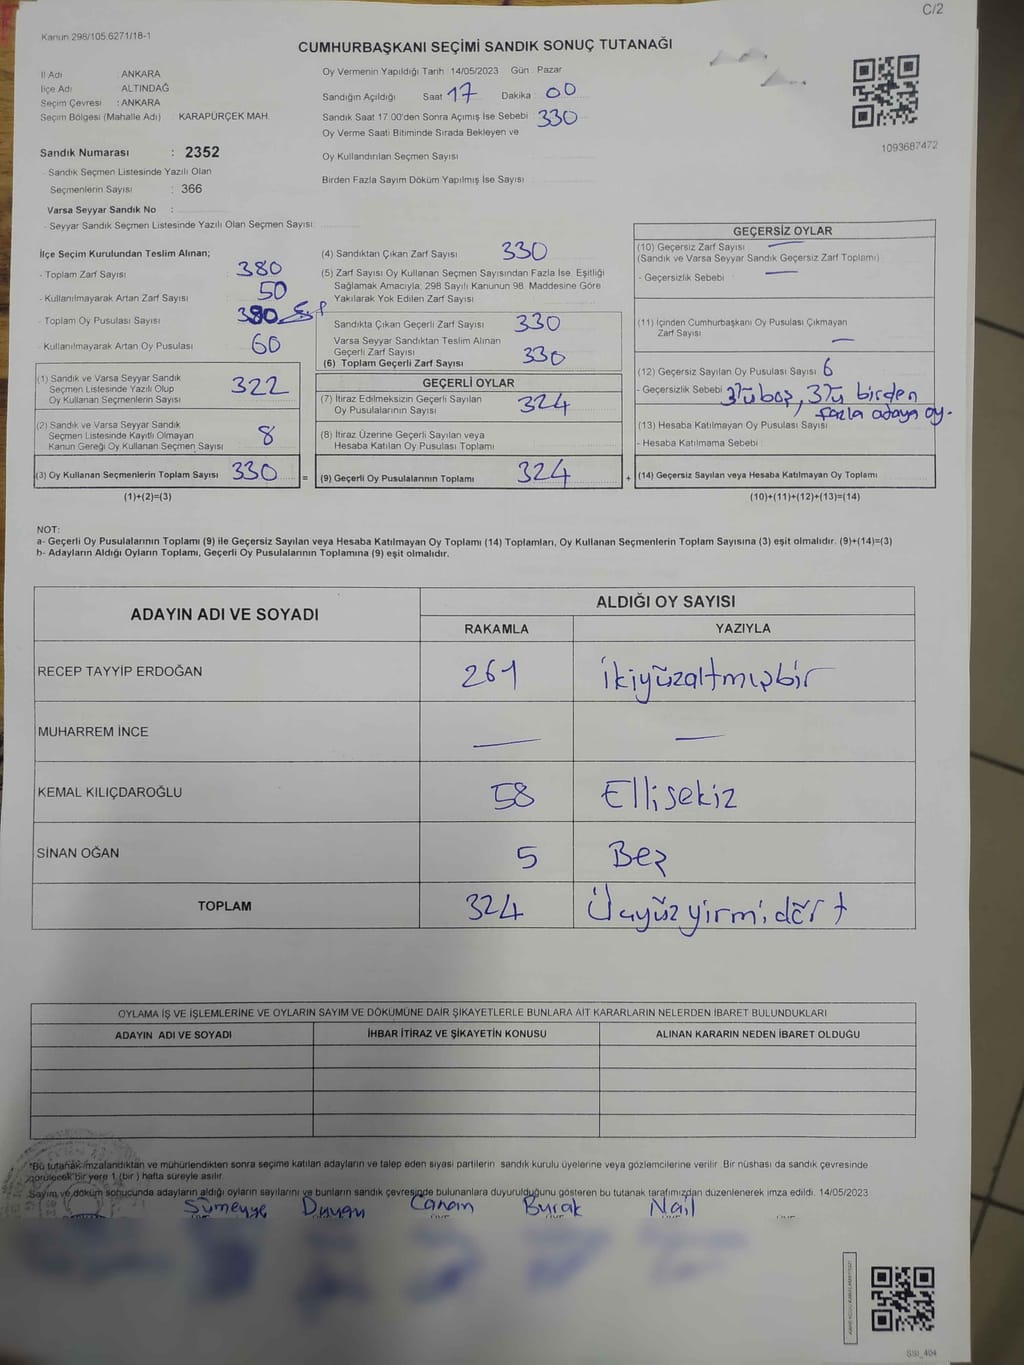 C/2
Kanun 298/105.6271/18-1
CUMHURBAŞKANI SEÇİMİ SANDIK SONUÇ TUTANAĞI
İl Adı : ANKARA
İlçe Adı : ALTINDAĞ
Seçim Çevresi : ANKARA
Seçim Bölgesi (Mahalle Adı) KARAPÜRÇEK MAH.
Sandık Numarası : 2352
- Sandık Seçmen Listesinde Yazılı Olan
Seçmenlerin Sayısı : 366
Varsa Seyyar Sandık No :
- Seyyar Sandık Seçmen Listesinde Yazılı Olan Seçmen Sayısı:
Oy Vermenin Yapıldığı Tarih 14/05/2023 Gün Pazar
Sandığın Açıldığı Saat 17 Dakika 00
Sandık Saat 17.00'den Sonra Açımış İse Sebebi 330
Oy Verme Saati Bitiminde Sırada Bekleyen ve
Oy Kullandırılan Seçmen Sayısı
Birden Fazla Sayım Döküm Yapılmış İse Sayısı
1093687472
İlçe Seçim Kurulundan Teslim Alınan;
- Toplam Zarf Sayısı 380
- Kullanılmayarak Artan Zarf Sayısı 50
- Toplam Oy Pusulası Sayısı 380
- Kullanılmayarak Artan Oy Pusulası 60
(1) Sandık ve Varsa Seyyar Sandık
Seçmen Listesinde Yazılı Olup
Oy Kullanan Seçmenlerin Sayısı 322
(2) Sandık ve Varsa Seyyar Sandık
Seçmen Listesinde Kayıtlı Olmayan
Kanun Gereği Oy Kullanan Seçmen Sayısı 8
(3) Oy Kullanan Seçmenlerin Toplam Sayısı 330 =
(1)+(2)=(3)
(4) Sandıktan Çıkan Zarf Sayısı 330
(5) Zarf Sayısı Oy Kullanan Seçmen Sayısından Fazla İse, Eşitliği
Sağlamak Amacıyla; 298 Sayılı Kanunun 98. Maddesine Göre
Yakılarak Yok Edilen Zarf Sayısı
Sandıkta Çıkan Geçerli Zarf Sayısı 330
Varsa Seyyar Sandıktan Teslim Alınan
Geçerli Zarf Sayısı
(6) Toplam Geçerli Zarf Sayısı 330
GEÇERLİ OYLAR
(7) İtiraz Edilmeksizin Geçerli Sayılan
Oy Pusulalarının Sayısı 324
(8) İtiraz Üzerine Geçerli Sayılan veya
Hesaba Katılan Oy Pusulası Toplamı
(9) Geçerli Oy Pusulalarının Toplamı 324 +
GEÇERSİZ OYLAR
(10) Geçersiz Zarf Sayısı —
(Sandık ve Varsa Seyyar Sandık Geçersiz Zarf Toplamı)
- Geçersizlik Sebebi : —
(11) İçinden Cumhurbaşkanı Oy Pusulası Çıkmayan
Zarf Sayısı —
(12) Geçersiz Sayılan Oy Pusulası Sayısı 6
- Geçersizlik Sebebi : 3'ü boş, 3'ü birden
fazla adaya oy.
(13) Hesaba Katılmayan Oy Pusulası Sayısı
- Hesaba Katılmama Sebebi :
(14) Geçersiz Sayılan veya Hesaba Katılmayan Oy Toplamı
(10)+(11)+(12)+(13)=(14)
NOT:
a- Geçerli Oy Pusulalarının Toplamı (9) ile Geçersiz Sayılan veya Hesaba Katılmayan Oy Toplamı (14) Toplamları, Oy Kullanan Seçmenlerin Toplam Sayısına (3) eşit olmalıdır. (9)+(14)=(3)
b- Adayların Aldığı Oyların Toplamı, Geçerli Oy Pusulalarının Toplamına (9) eşit olmalıdır.
ADAYIN ADI VE SOYADI ALDIĞI OY SAYISI
RAKAMLA YAZIYLA
RECEP TAYYİP ERDOĞAN 261 ikiyüzaltmışbir
MUHARREM İNCE — —
KEMAL KILIÇDAROĞLU 58 Ellisekiz
SİNAN OĞAN 5 Beş
TOPLAM 324 Üçyüzyirmidört
OYLAMA İŞ VE İŞLEMLERİNE VE OYLARIN SAYIM VE DÖKÜMÜNE DAİR ŞİKAYETLERLE BUNLARA AİT KARARLARIN NELERDEN İBARET BULUNDUKLARI
ADAYIN ADI VE SOYADI İHBAR İTİRAZ VE ŞİKAYETİN KONUSU ALINAN KARARIN NEDEN İBARET OLDUĞU
*Bu tutanak imzalandıktan ve mühürlendikten sonra seçime katılan adayların ve talep eden siyasi partilerin sandık kurulu üyelerine veya gözlemcilerine verilir. Bir nüshası da sandık çevresinde
görülecek bir yere 1 (bir) hafta süreyle asılır.
Sayım ve döküm sonucunda adayların aldığı oyların sayılarını ve bunların sandık çevresinde bulunanlara duyurulduğunu gösteren bu tutanak tarafımızdan düzenlenerek imza edildi. 14/05/2023
Sümeyye Duygu Canan Burak Nail